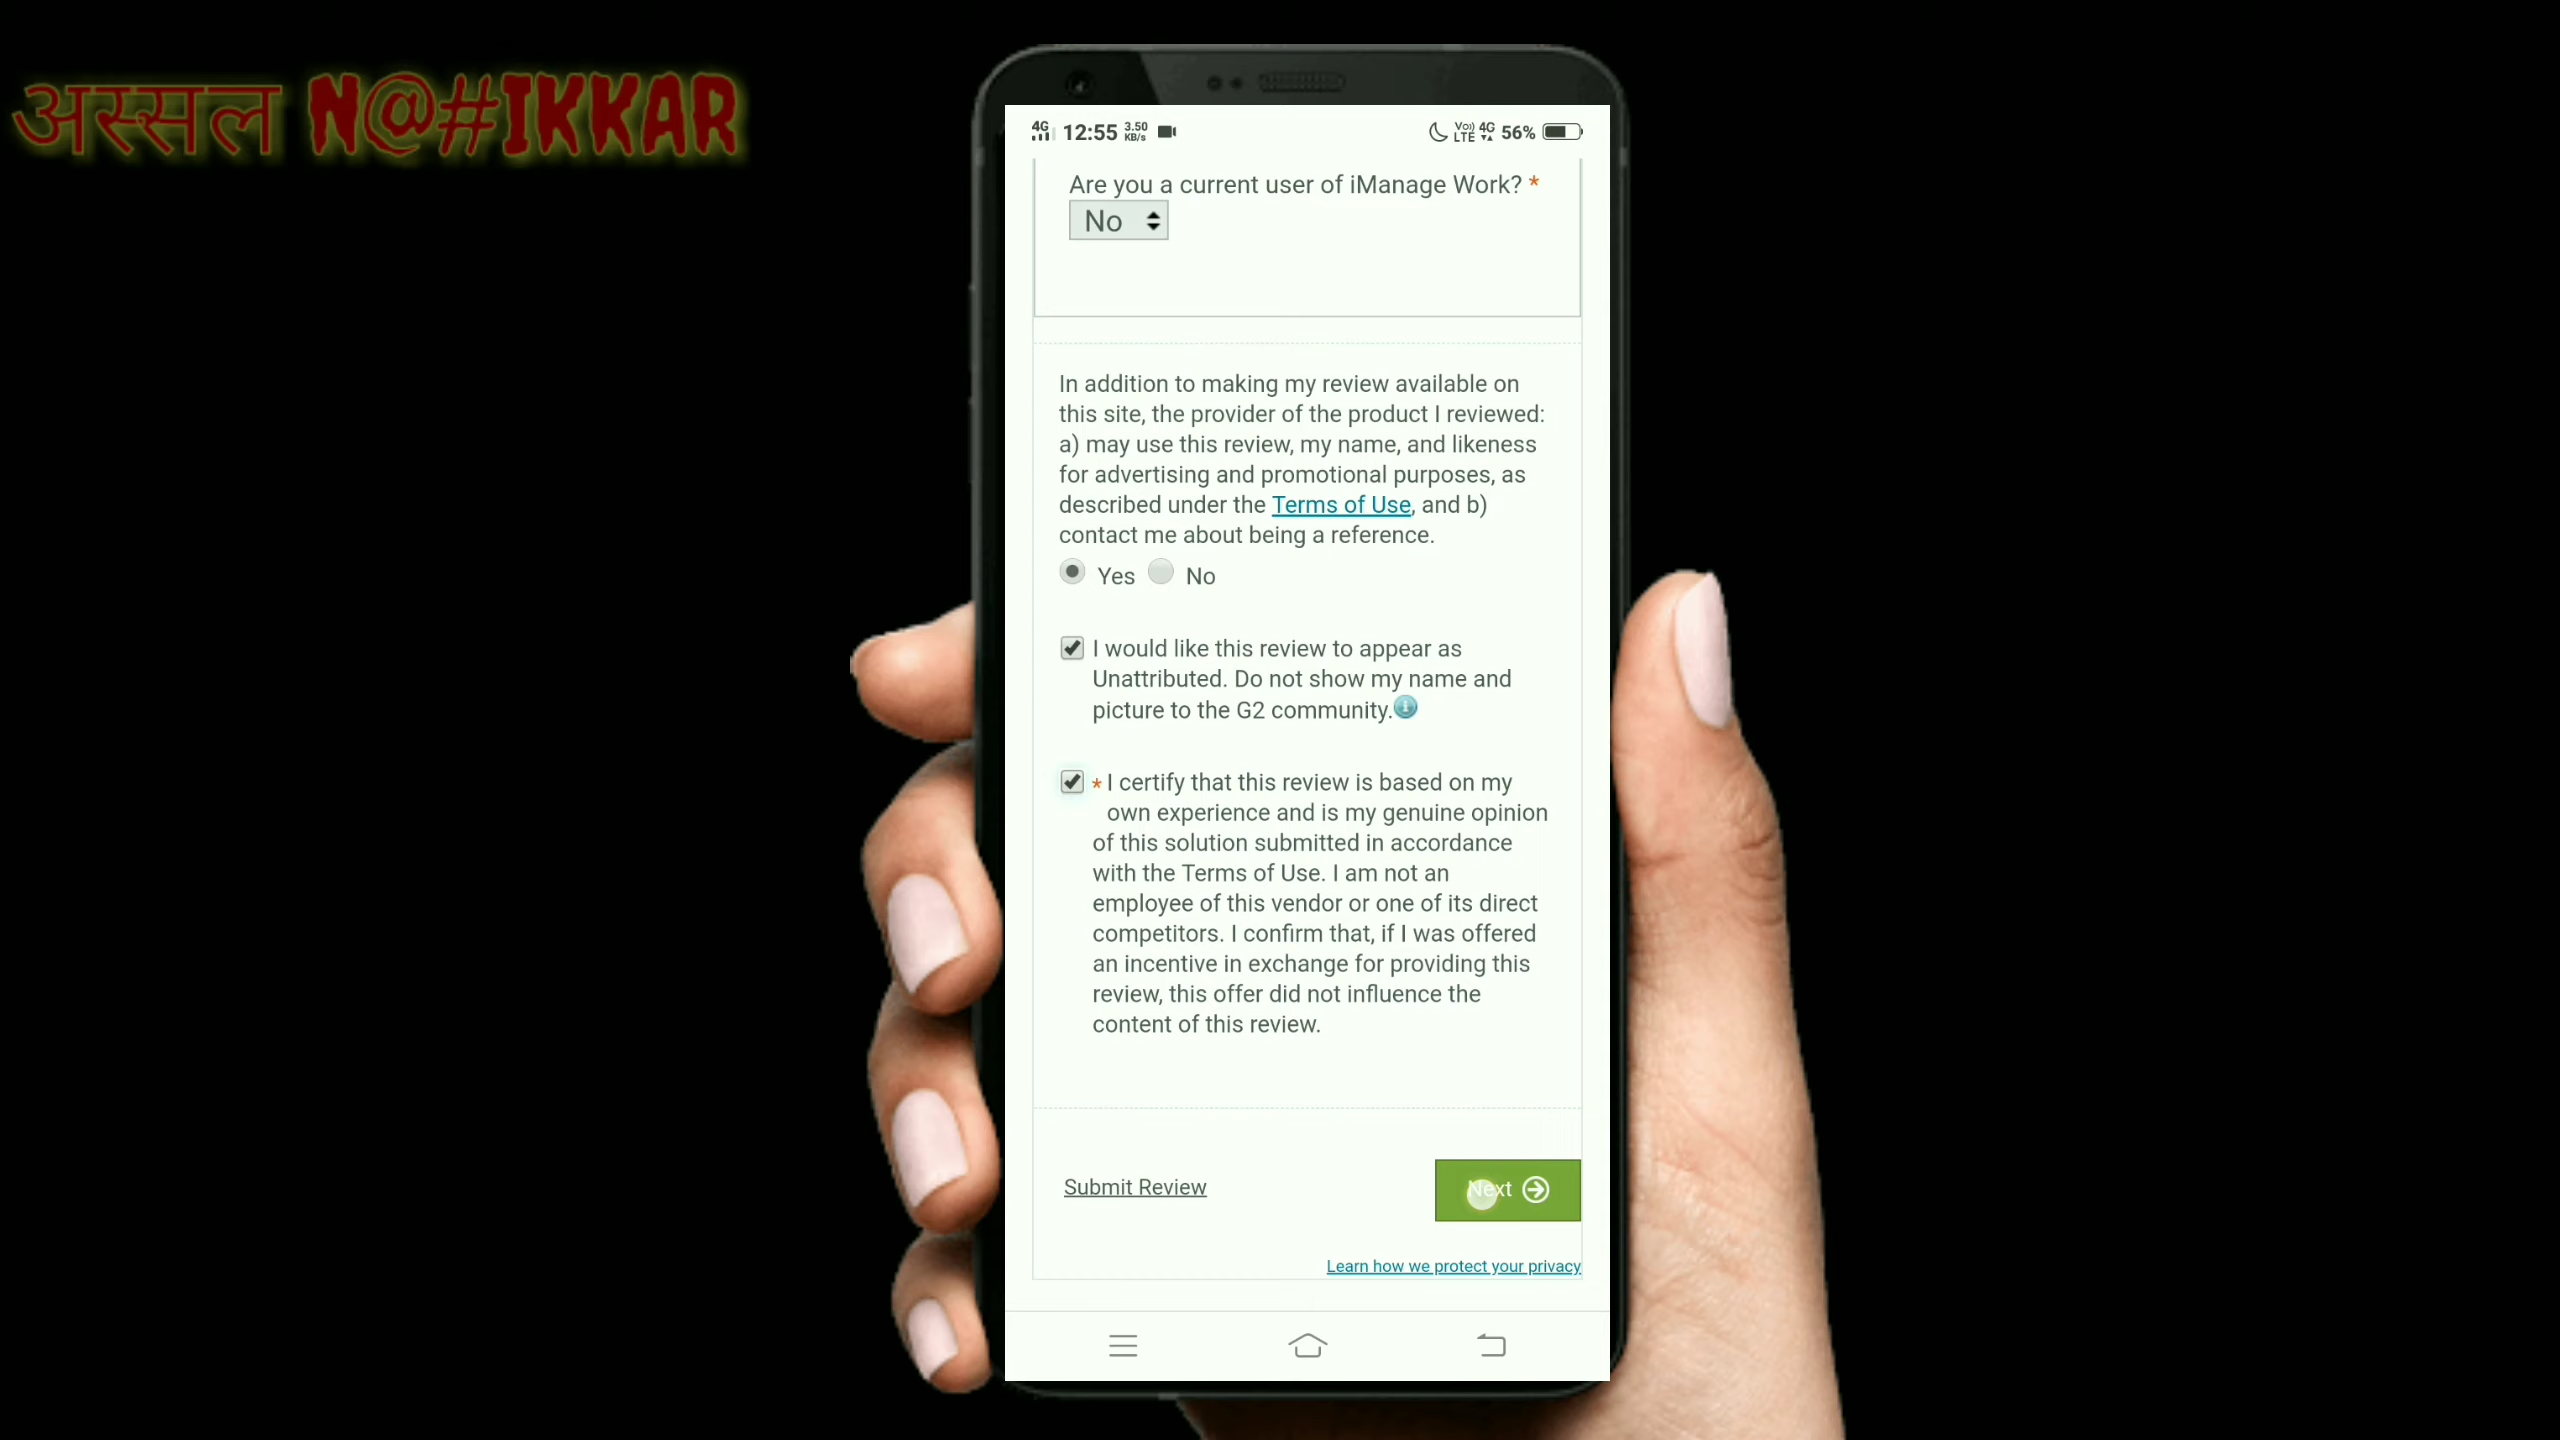 अस्सल N@#IKKAR
4G 12:55 3.50 KB/s Vo) LTE 4G 56%
Are you a current user of iManage Work? *
No
In addition to making my review available on
this site, the provider of the product I reviewed:
a) may use this review, my name, and likeness
for advertising and promotional purposes, as
described under the Terms of Use, and b)
contact me about being a reference.
Yes No
I would like this review to appear as
Unattributed. Do not show my name and
picture to the G2 community.
* I certify that this review is based on my
own experience and is my genuine opinion
of this solution submitted in accordance
with the Terms of Use. I am not an
employee of this vendor or one of its direct
competitors. I confirm that, if I was offered
an incentive in exchange for providing this
review, this offer did not influence the
content of this review.
Submit Review
Next
Learn how we protect your privacy